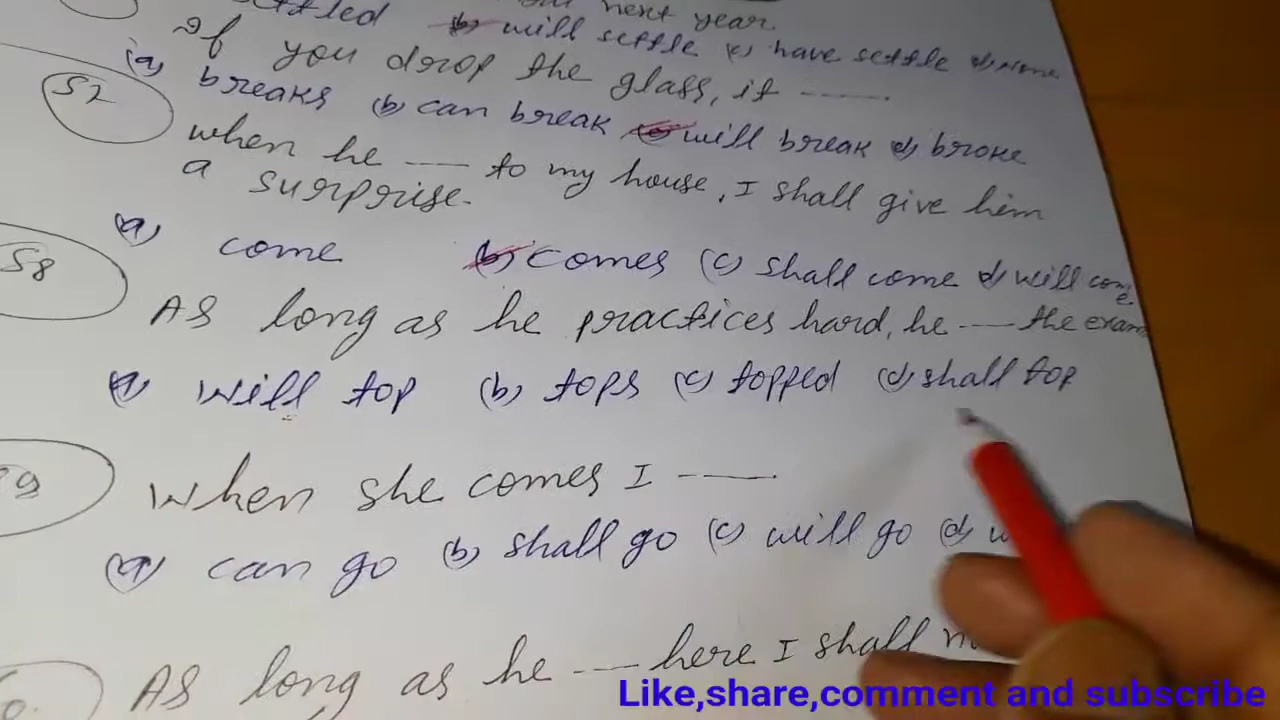 next year.
settled (b) will settle (c) have settle (d) None
If you drop the glass, it ------.
(a) breaks (b) can break (c) will break (d) broke
57
when he ---- to my house, I shall give him
a surprise.
(a) come (b) comes (c) shall come (d) will come
58
As long as he practices hard, he ---- the exam
(a) will top (b) tops (c) topped (d) shall top
9
When she comes I ------
(a) can go (b) shall go (c) will go (d)
As long as he ---- here I shall
Like,share,comment and subscribe